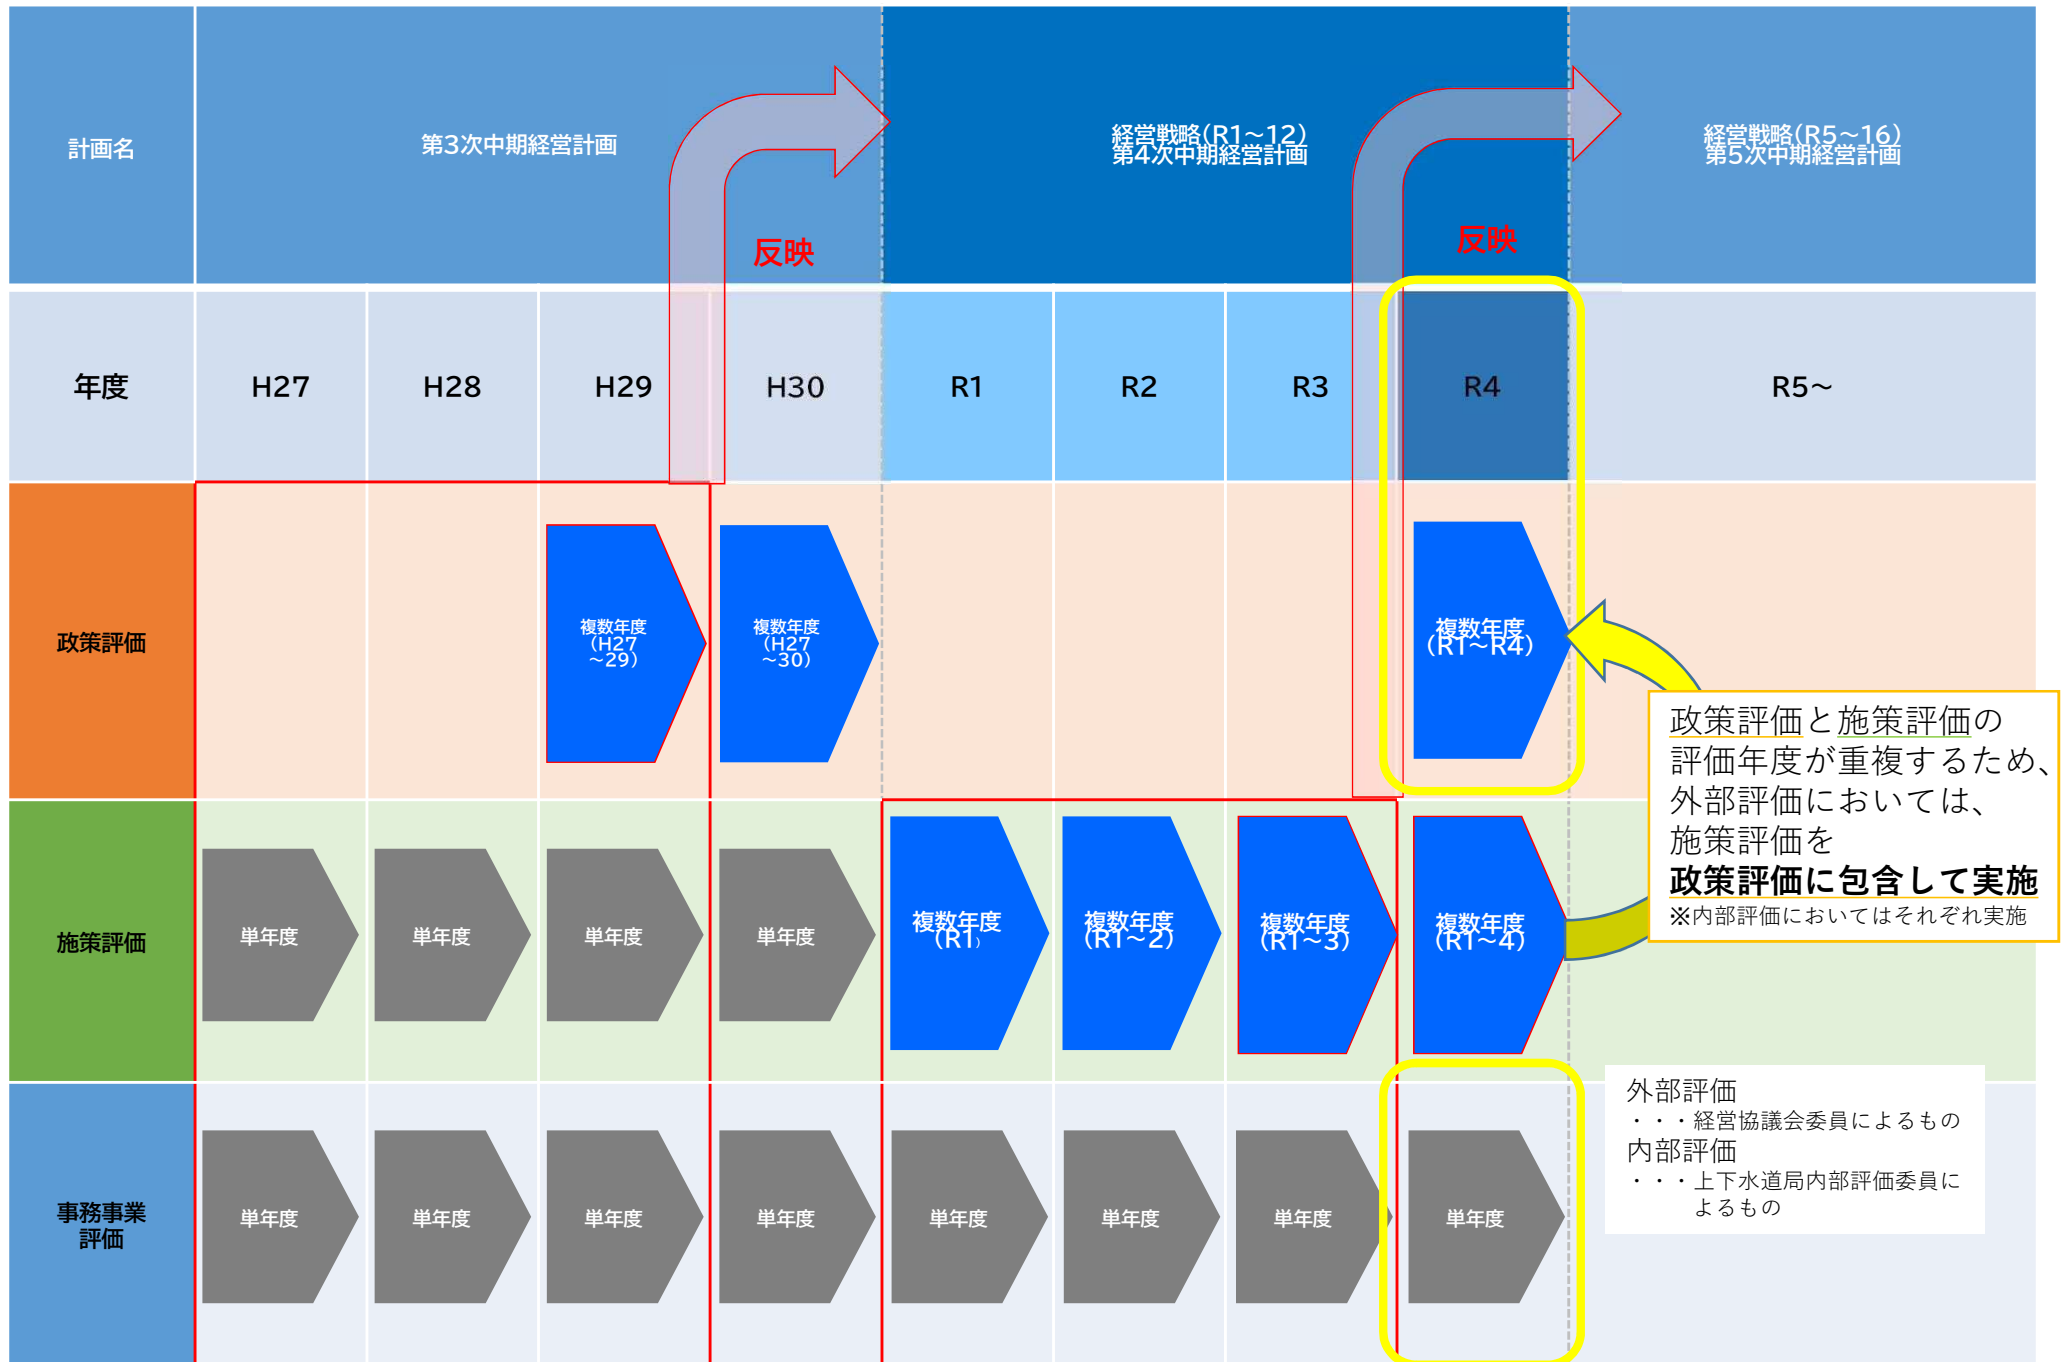 計画名
第3次中期経営計画
経営戦略(R1～12)
第4次中期経営計画
経営戦略(R5～16)
第5次中期経営計画
反映
反映
年度
H27
H28
H29
H30
R1
R2
R3
R4
R5～
政策評価
複数年度
(H27
～29)
複数年度
(H27
～30)
複数年度
(R1～R4)
政策評価と施策評価の
評価年度が重複するため、
外部評価においては、
施策評価を
政策評価に包含して実施
※内部評価においてはそれぞれ実施
施策評価
単年度
単年度
単年度
単年度
複数年度
(R1)
複数年度
(R1～2)
複数年度
(R1～3)
複数年度
(R1～4)
外部評価
・・・経営協議会委員によるもの
内部評価
・・・上下水道局内部評価委員に
よるもの
事務事業
評価
単年度
単年度
単年度
単年度
単年度
単年度
単年度
単年度